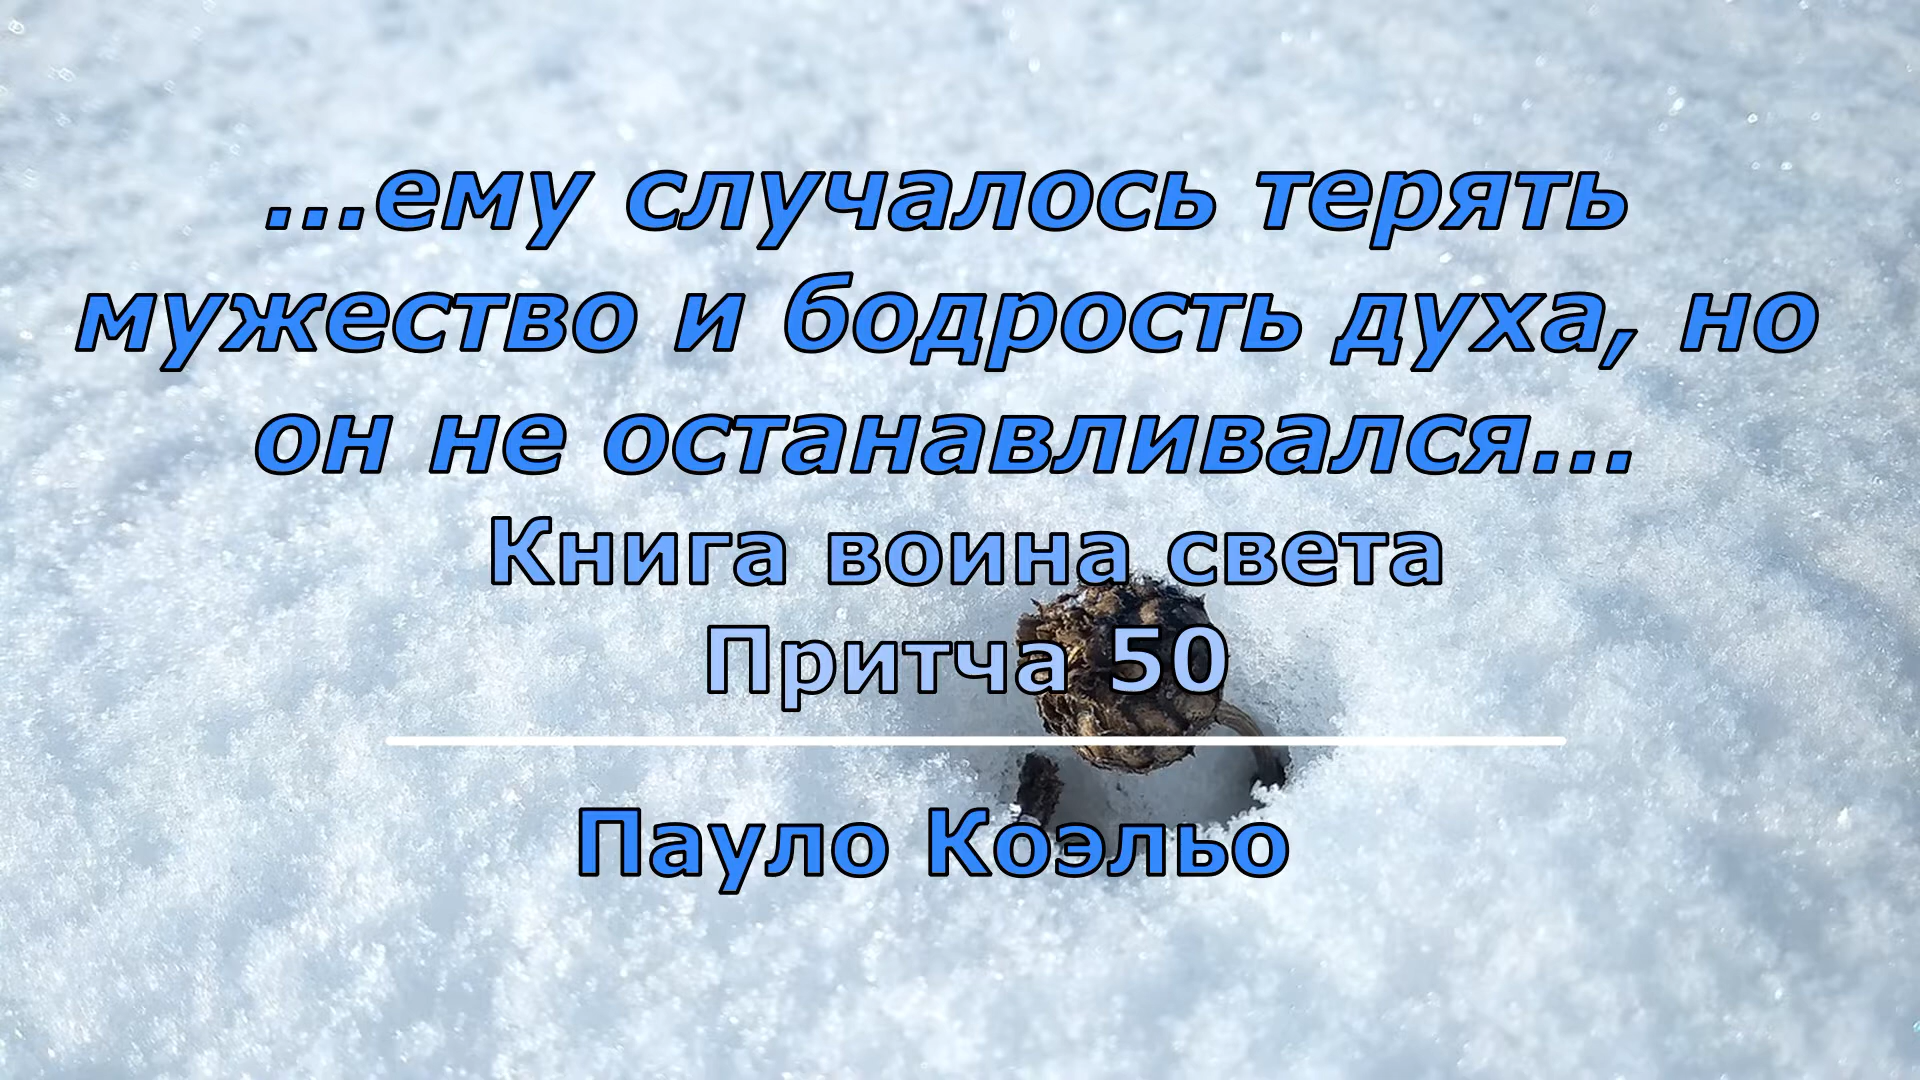 ...ему случалось терять
мужество и бодрость духа, но
он не останавливался...
Книга воина света
Притча 50
Пауло Коэльо